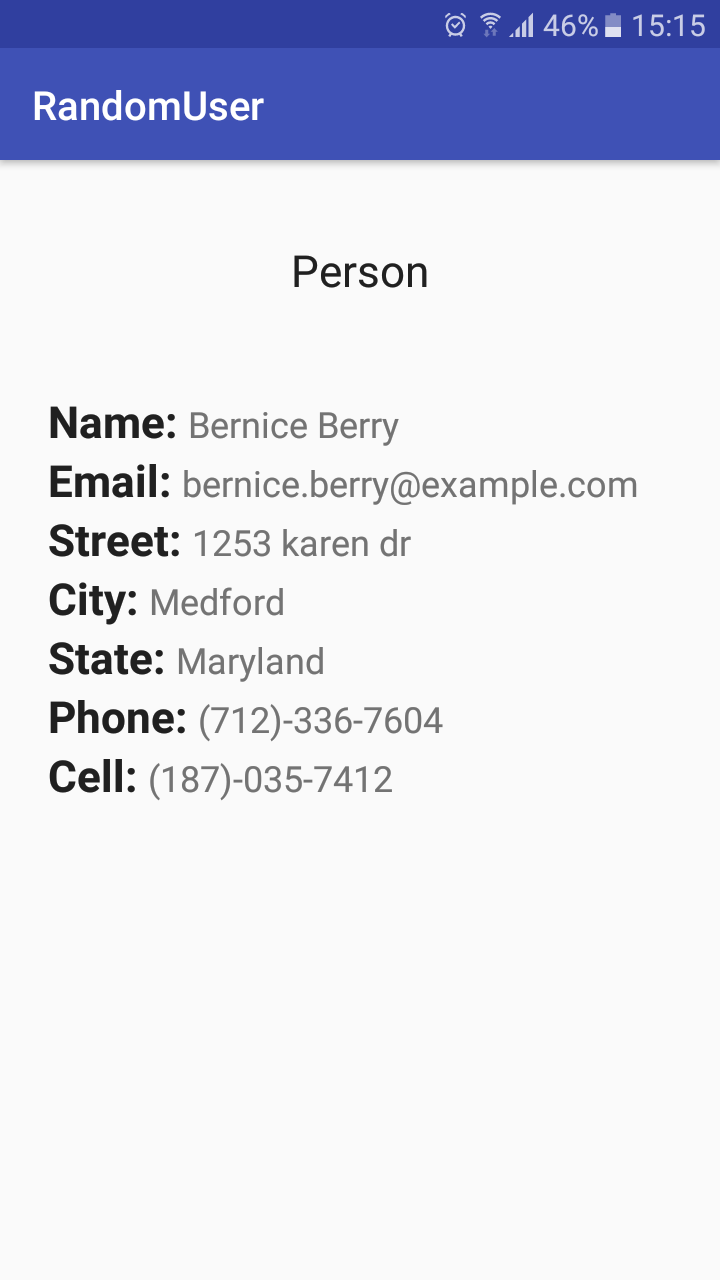 46% 15:15
RandomUser
Person
Name: Bernice Berry
Email: bernice.berry@example.com
Street: 1253 karen dr
City: Medford
State: Maryland
Phone: (712)-336-7604
Cell: (187)-035-7412